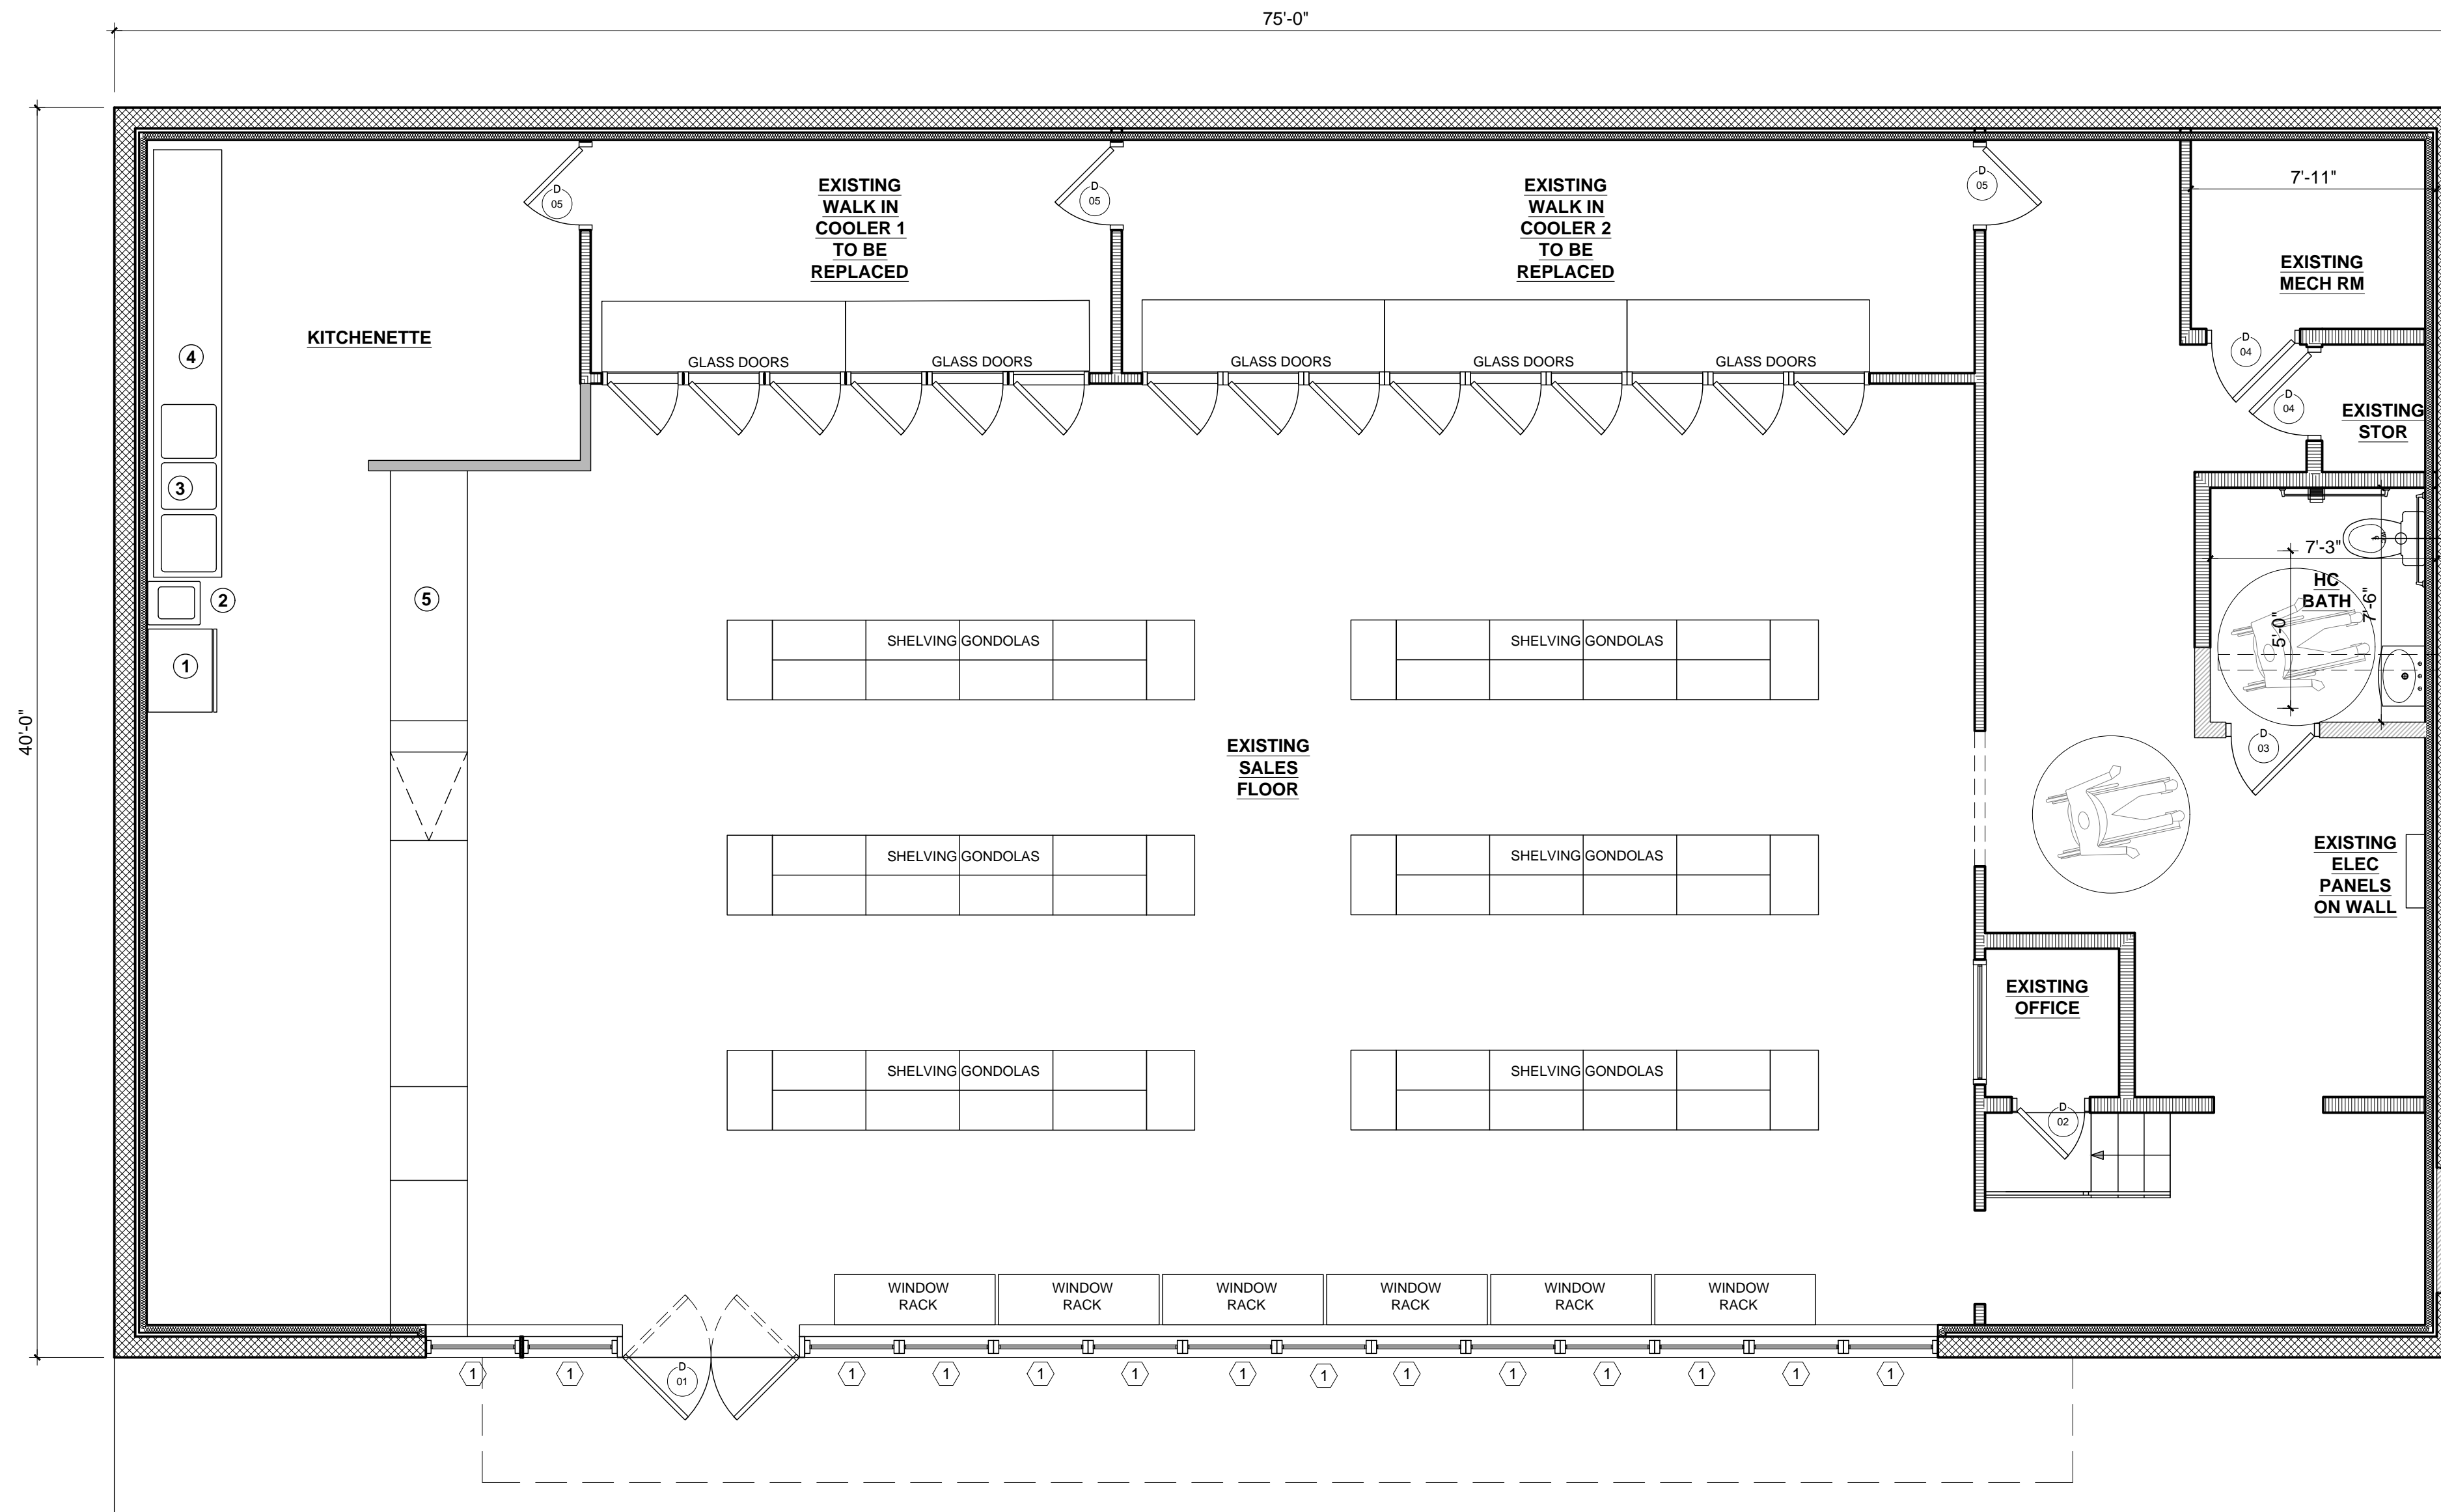 75'-0"
40'-0"
D
05
EXISTING
WALK IN
COOLER 1
TO BE
REPLACED
D
05
EXISTING
WALK IN
COOLER 2
TO BE
REPLACED
D
05
7'-11"
EXISTING
MECH RM
KITCHENETTE
4
GLASS DOORS
GLASS DOORS
GLASS DOORS
GLASS DOORS
GLASS DOORS
D
04
D
04
EXISTING
STOR
3
2
5
1
7'-3"
HC
BATH
7'-6"
5'-0"
SHELVING GONDOLAS
SHELVING GONDOLAS
EXISTING
SALES
FLOOR
D
03
SHELVING GONDOLAS
SHELVING GONDOLAS
EXISTING
ELEC
PANELS
ON WALL
EXISTING
OFFICE
SHELVING GONDOLAS
SHELVING GONDOLAS
D
02
WINDOW
RACK
WINDOW
RACK
WINDOW
RACK
WINDOW
RACK
WINDOW
RACK
WINDOW
RACK
1
1
D
01
1
1
1
1
1
1
1
1
1
1
1
1